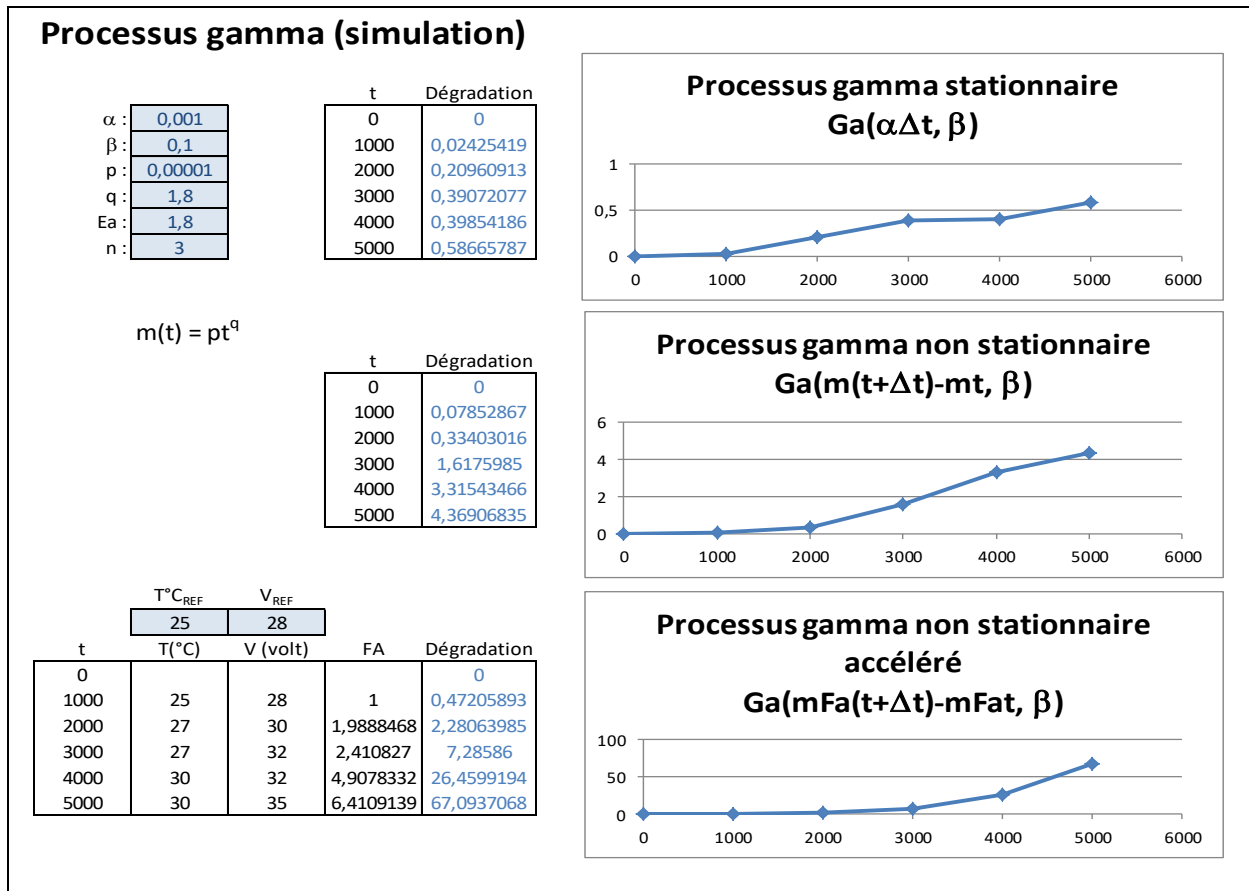 Processus gamma (simulation)
α : 0,001
β : 0,1
p : 0,00001
q : 1,8
Ea : 1,8
n : 3
t Dégradation
0 0
1000 0,02425419
2000 0,20960913
3000 0,39072077
4000 0,39854186
5000 0,58665787
Processus gamma stationnaire
Ga(αΔt, β)
1
0,5
0
0 1000 2000 3000 4000 5000 6000
m(t) = pt^q
t Dégradation
0 0
1000 0,07852867
2000 0,33403016
3000 1,6175985
4000 3,31543466
5000 4,36906835
Processus gamma non stationnaire
Ga(m(t+Δt)-mt, β)
6
4
2
0
0 1000 2000 3000 4000 5000 6000
T°C_REF V_REF
25 28
t T(°C) V (volt) FA Dégradation
0 0
1000 25 28 1 0,47205893
2000 27 30 1,9888468 2,28063985
3000 27 32 2,410827 7,28586
4000 30 32 4,9078332 26,4599194
5000 30 35 6,4109139 67,0937068
Processus gamma non stationnaire
accéléré
Ga(mFa(t+Δt)-mFat, β)
100
50
0
0 1000 2000 3000 4000 5000 6000